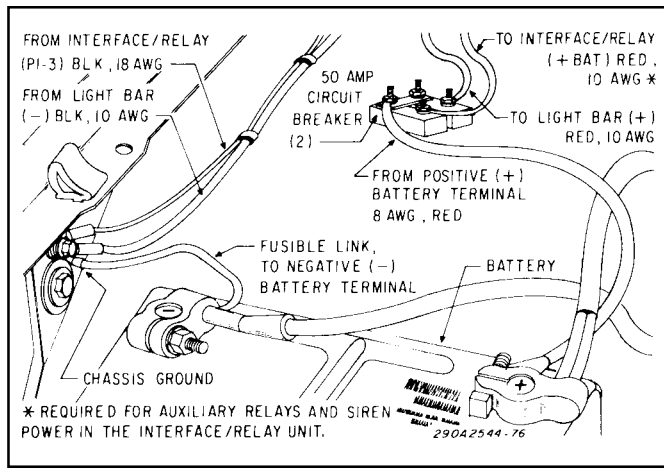 FROM INTERFACE/RELAY
(P1-3) BLK, 18 AWG
FROM LIGHT BAR
(-) BLK, 10 AWG
50 AMP
CIRCUIT
BREAKER
(2)
TO INTERFACE/RELAY
(+BAT) RED,
10 AWG *
TO LIGHT BAR (+)
RED, 10 AWG
FROM POSITIVE (+)
BATTERY TERMINAL
8 AWG, RED
FUSIBLE LINK,
TO NEGATIVE (-)
BATTERY TERMINAL
BATTERY
CHASSIS GROUND
* REQUIRED FOR AUXILIARY RELAYS AND SIREN
POWER IN THE INTERFACE/RELAY UNIT.
290A2544-76